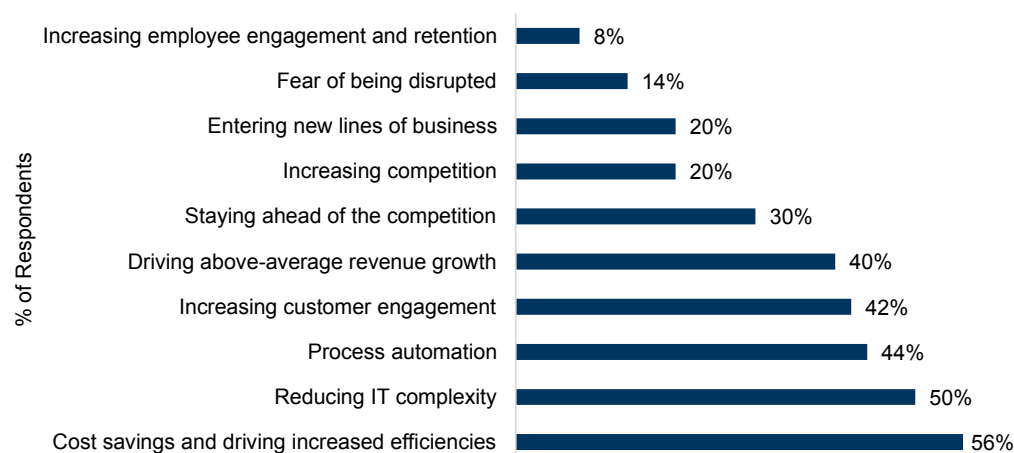 Increasing employee engagement and retention 8%
Fear of being disrupted 14%
Entering new lines of business 20%
Increasing competition 20%
Staying ahead of the competition 30%
Driving above-average revenue growth 40%
Increasing customer engagement 42%
Process automation 44%
Reducing IT complexity 50%
Cost savings and driving increased efficiencies 56%
% of Respondents